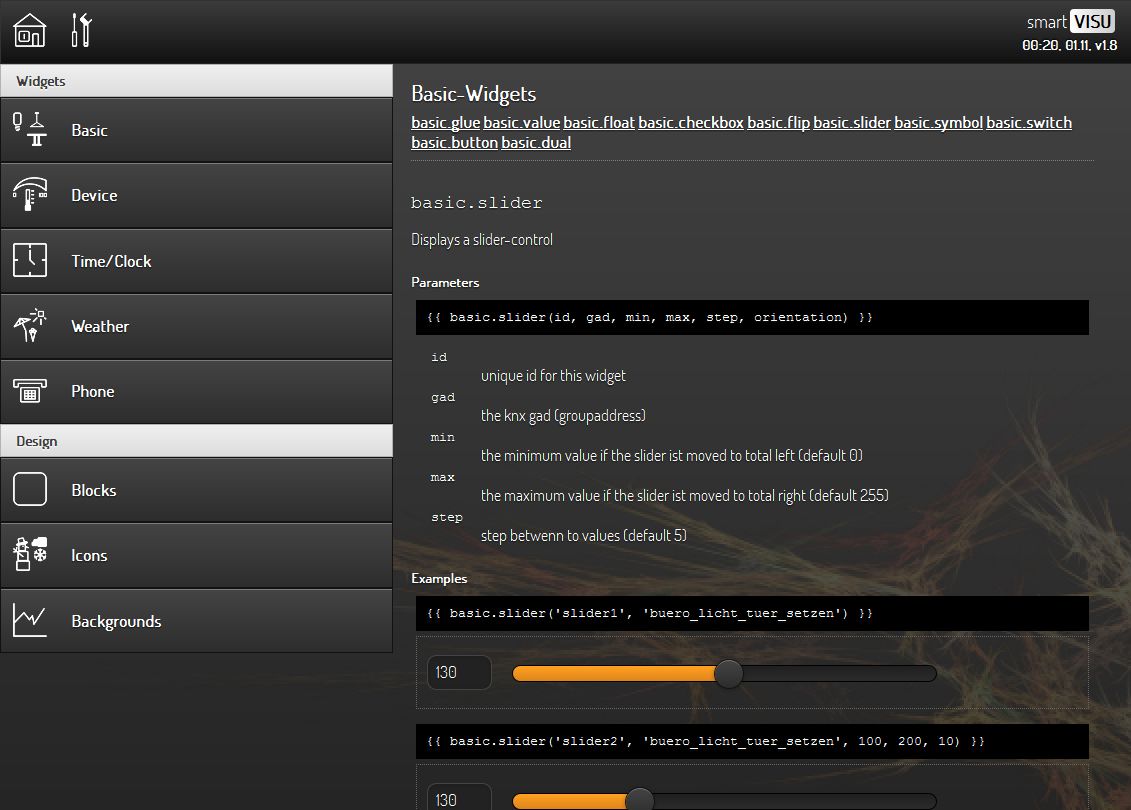 smart VISU
00:20, 01.11, v1.8
Widgets
Basic
Device
Time/Clock
Weather
Phone
Design
Blocks
Icons
Backgrounds
Basic-Widgets
basic.glue basic.value basic.float basic.checkbox basic.flip basic.slider basic.symbol basic.switch
basic.button basic.dual
basic.slider
Displays a slider-control
Parameters
{{ basic.slider(id, gad, min, max, step, orientation) }}
id
unique id for this widget
gad
the knx gad (groupaddress)
min
the minimum value if the slider ist moved to total left (default 0)
max
the maximum value if the slider ist moved to total right (default 255)
step
step betwenn to values (default 5)
Examples
{{ basic.slider('slider1', 'buero_licht_tuer_setzen') }}
130
{{ basic.slider('slider2', 'buero_licht_tuer_setzen', 100, 200, 10) }}
130